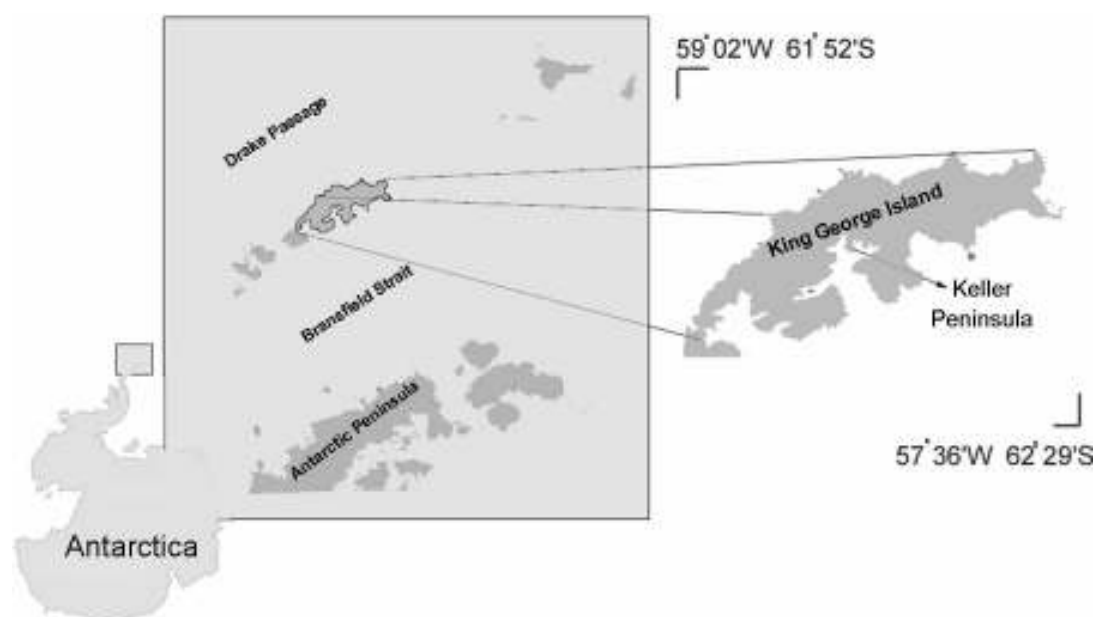 59°02'W 61°52'S
Drake Passage
King George Island
Bransfield Strait
Keller
Peninsula
Antarctic Peninsula
57°36'W 62°29'S
Antarctica